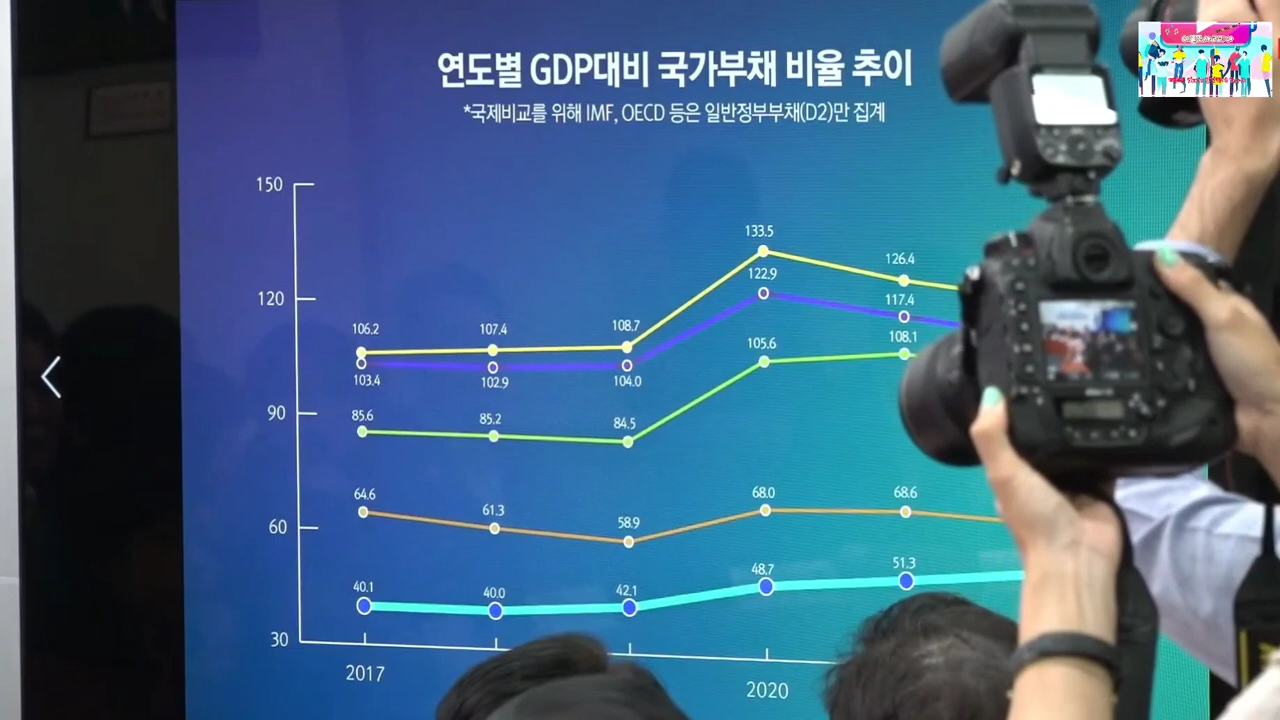 연도별 GDP대비 국가부채 비율 추이
*국제비교를 위해 IMF, OECD 등은 일반정부부채(D2)만 집계
150
120
90
60
30
133.5
126.4
122.9
117.4
106.2 107.4 108.7
103.4 102.9 104.0
105.6 108.1
85.6 85.2 84.5
64.6 61.3 58.9 68.0 68.6
40.1 40.0 42.1 48.7 51.3
2017 2020